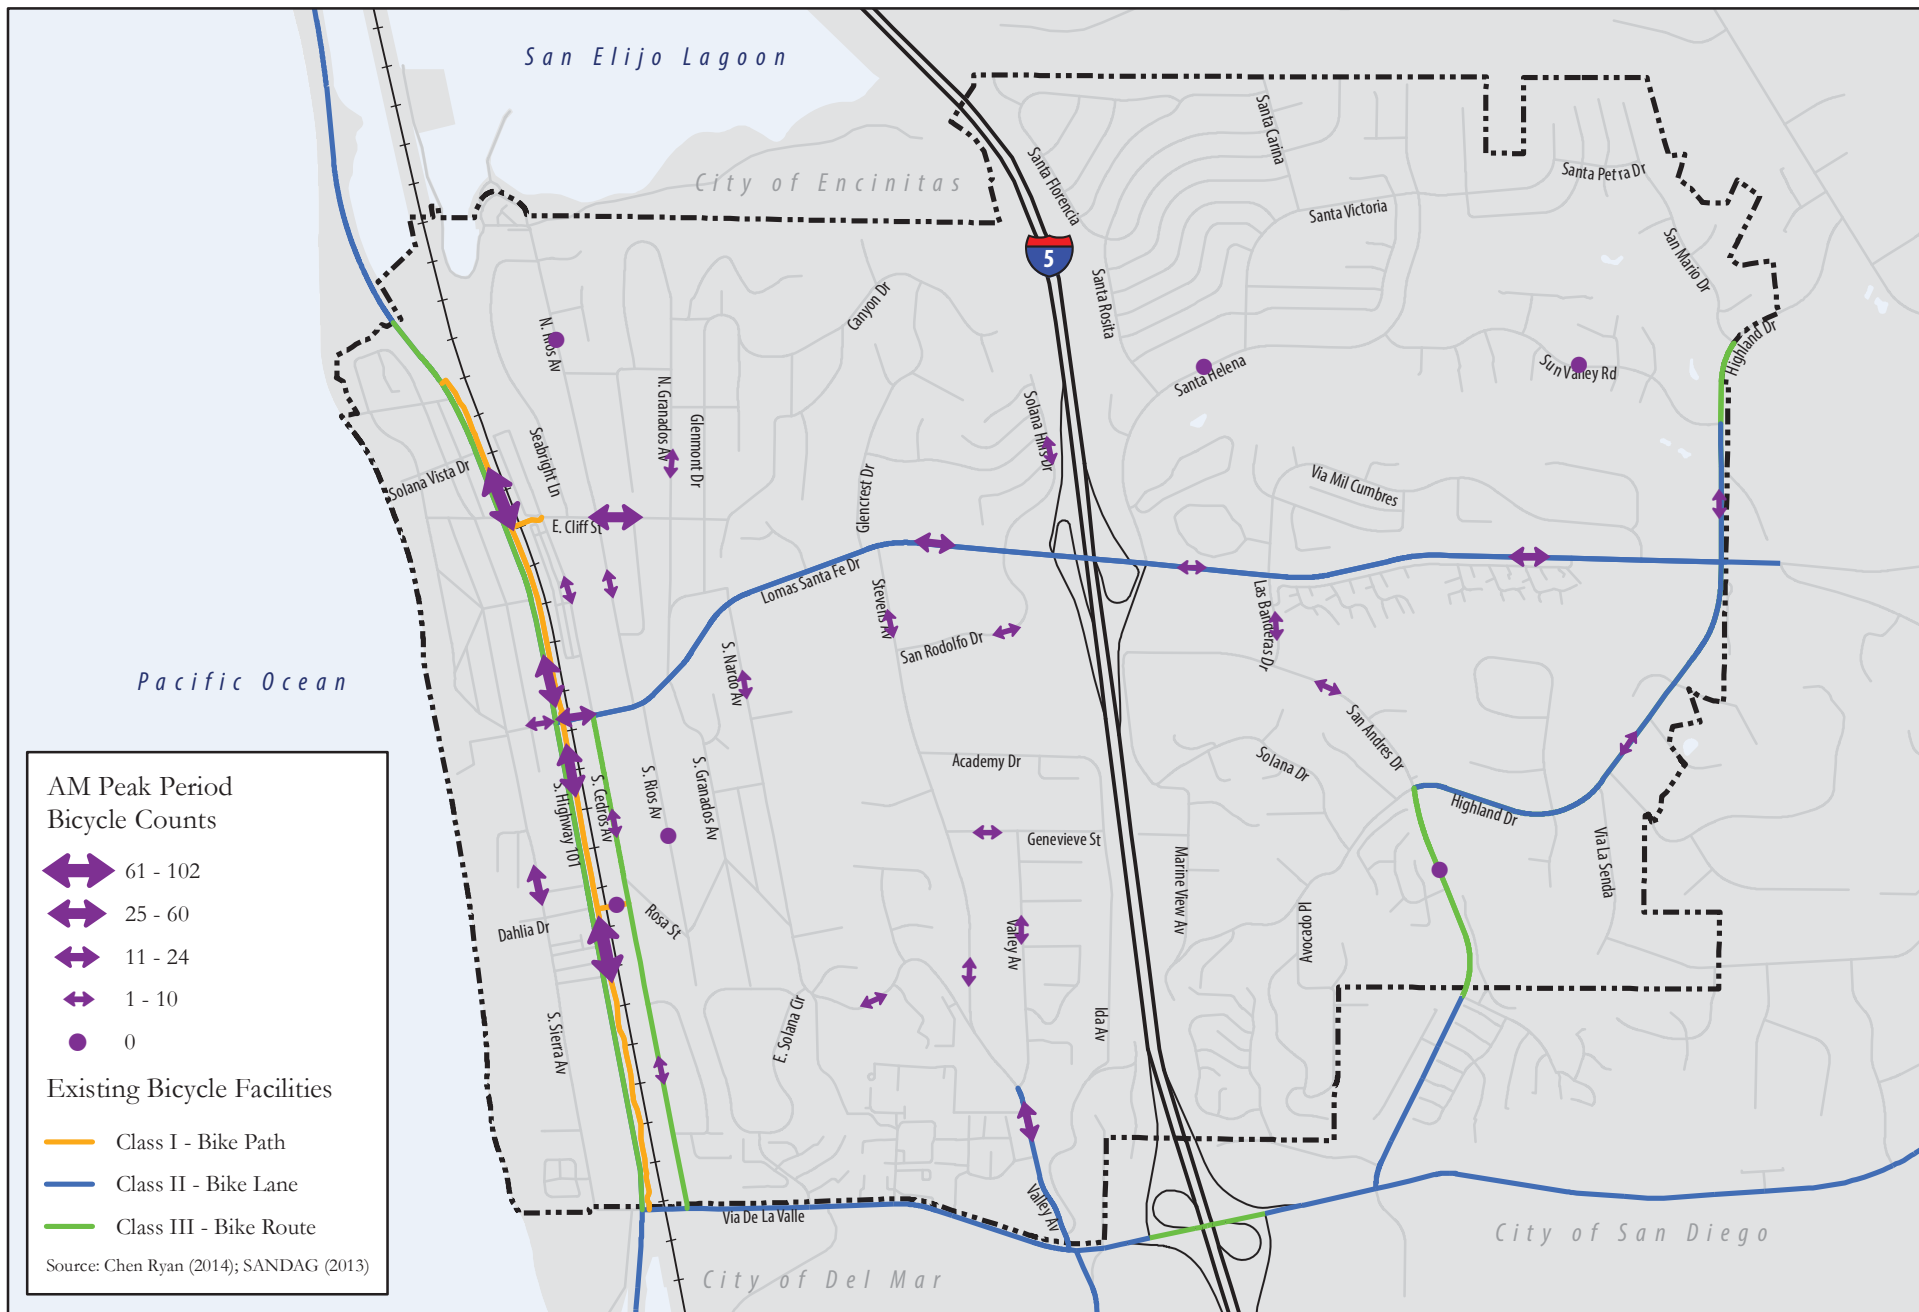 San Elijo Lagoon
City of Encinitas
Santa Carina
Santa Florencia
Santa Petra Dr
Santa Victoria
San Mario Dr
5
Santa Rosita
Canyon Dr
N. Rios Av
Highland Dr
Santa Helena
Sun Valley Rd
N. Granados Av
Glenmont Dr
Solana Hills Dr
Seabright Ln
Solana Vista Dr
Glencrest Dr
Via Mil Cumbres
E. Cliff St
Lomas Santa Fe Dr
Stevens Av
Las Banderas Dr
San Rodolfo Dr
S. Nardo Av
Pacific Ocean
San Andres Dr
Solana Dr
Academy Dr
S. Highway 101
S. Cedros Av
S. Rios Av
S. Granados Av
Highland Dr
Genevieve St
Marine View Av
Via La Senda
Rosa St
Dahlia Dr
Valley Av
Avocedo Pl
E. Solana Cir
Ida Av
S. Sierra Av
Valley Av
Via De La Valle
City of San Diego
City of Del Mar
AM Peak Period
Bicycle Counts
61 - 102
25 - 60
11 - 24
1 - 10
0
Existing Bicycle Facilities
Class I - Bike Path
Class II - Bike Lane
Class III - Bike Route
Source: Chen Ryan (2014); SANDAG (2013)